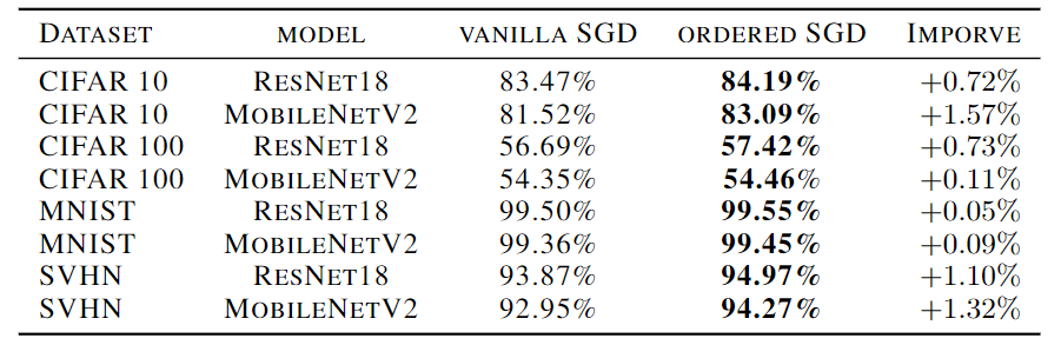 DATASET MODEL VANILLA SGD ORDERED SGD IMPORVE
CIFAR 10 RESNET18 83.47% 84.19% +0.72%
CIFAR 10 MOBILENETV2 81.52% 83.09% +1.57%
CIFAR 100 RESNET18 56.69% 57.42% +0.73%
CIFAR 100 MOBILENETV2 54.35% 54.46% +0.11%
MNIST RESNET18 99.50% 99.55% +0.05%
MNIST MOBILENETV2 99.36% 99.45% +0.09%
SVHN RESNET18 93.87% 94.97% +1.10%
SVHN MOBILENETV2 92.95% 94.27% +1.32%